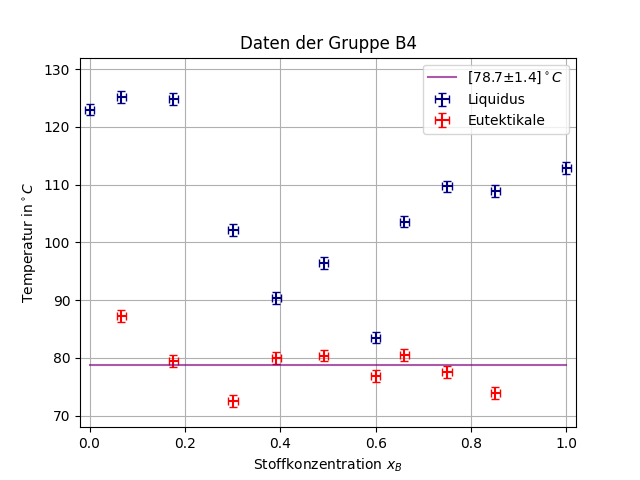 Daten der Gruppe B4
130
120
110
100
90
80
70
Temperatur in °C
[78.7±1.4]°C
Liquidus
Eutektikale
0.0 0.2 0.4 0.6 0.8 1.0
Stoffkonzentration x_B